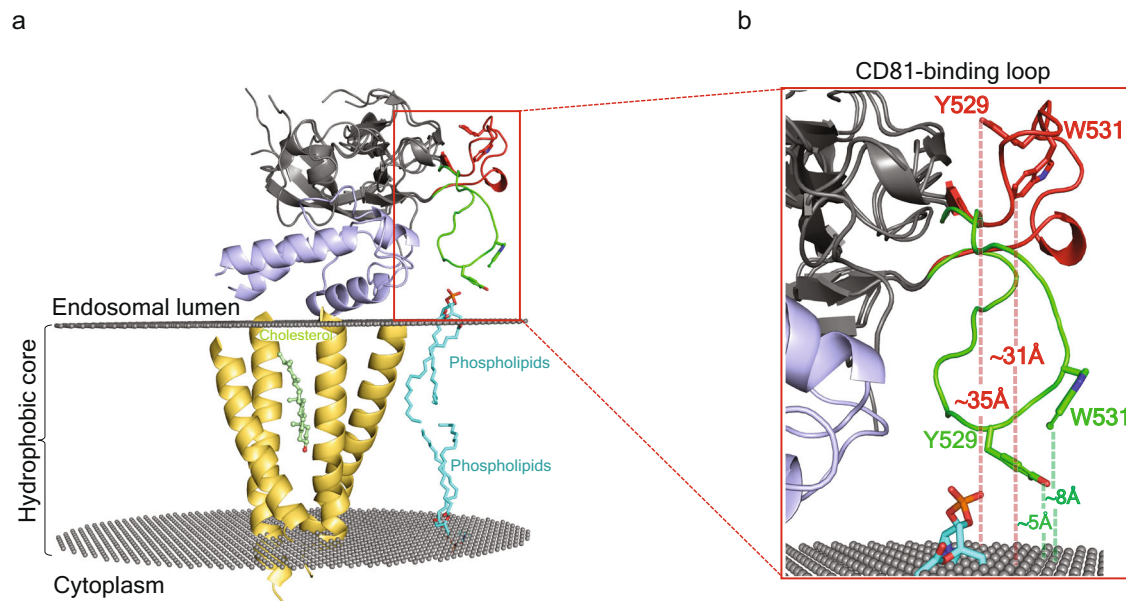 a
b
CD81-binding loop
Y529
W531
Endosomal lumen
Cholesterol
Hydrophobic core
Phospholipids
Phospholipids
Cytoplasm
~31Å
~35Å
W531
Y529
~8Å
~5Å